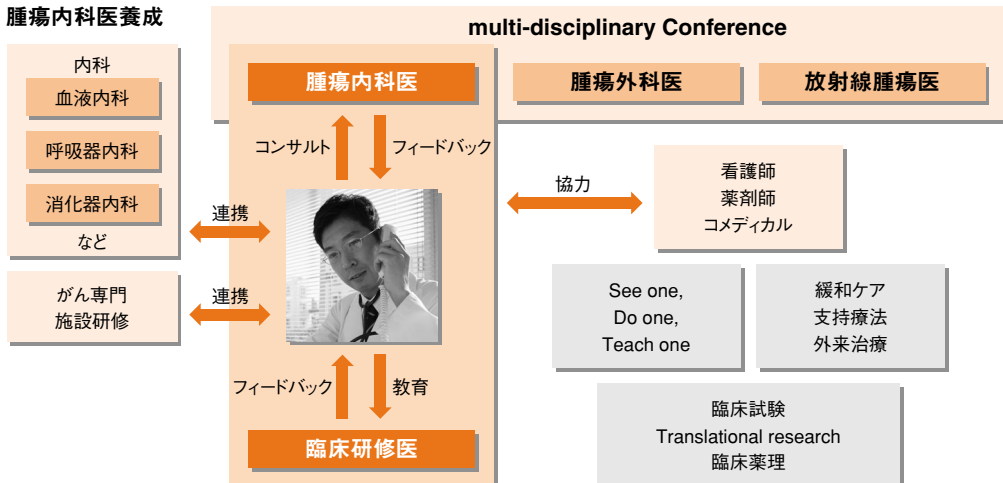 腫瘍内科医養成
内科
血液内科
呼吸器内科
消化器内科
など
がん専門
施設研修
multi-disciplinary Conference
腫瘍内科医
腫瘍外科医
放射線腫瘍医
コンサルト
フィードバック
連携
連携
協力
フィードバック
教育
臨床研修医
看護師
薬剤師
コメディカル
See one,
Do one,
Teach one
緩和ケア
支持療法
外来治療
臨床試験
Translational research
臨床薬理